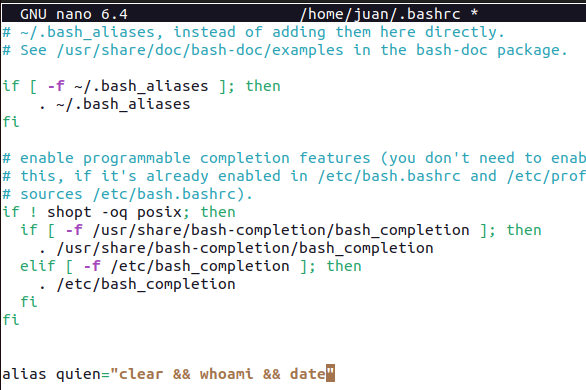 GNU nano 6.4 /home/juan/.bashrc *
# ~/.bash_aliases, instead of adding them here directly.
# See /usr/share/doc/bash-doc/examples in the bash-doc package.
if [ -f ~/.bash_aliases ]; then
    . ~/.bash_aliases
fi
# enable programmable completion features (you don't need to enab
# this, if it's already enabled in /etc/bash.bashrc and /etc/prof
# sources /etc/bash.bashrc).
if ! shopt -oq posix; then
  if [ -f /usr/share/bash-completion/bash_completion ]; then
    . /usr/share/bash-completion/bash_completion
  elif [ -f /etc/bash_completion ]; then
    . /etc/bash_completion
  fi
fi
alias quien="clear && whoami && date"